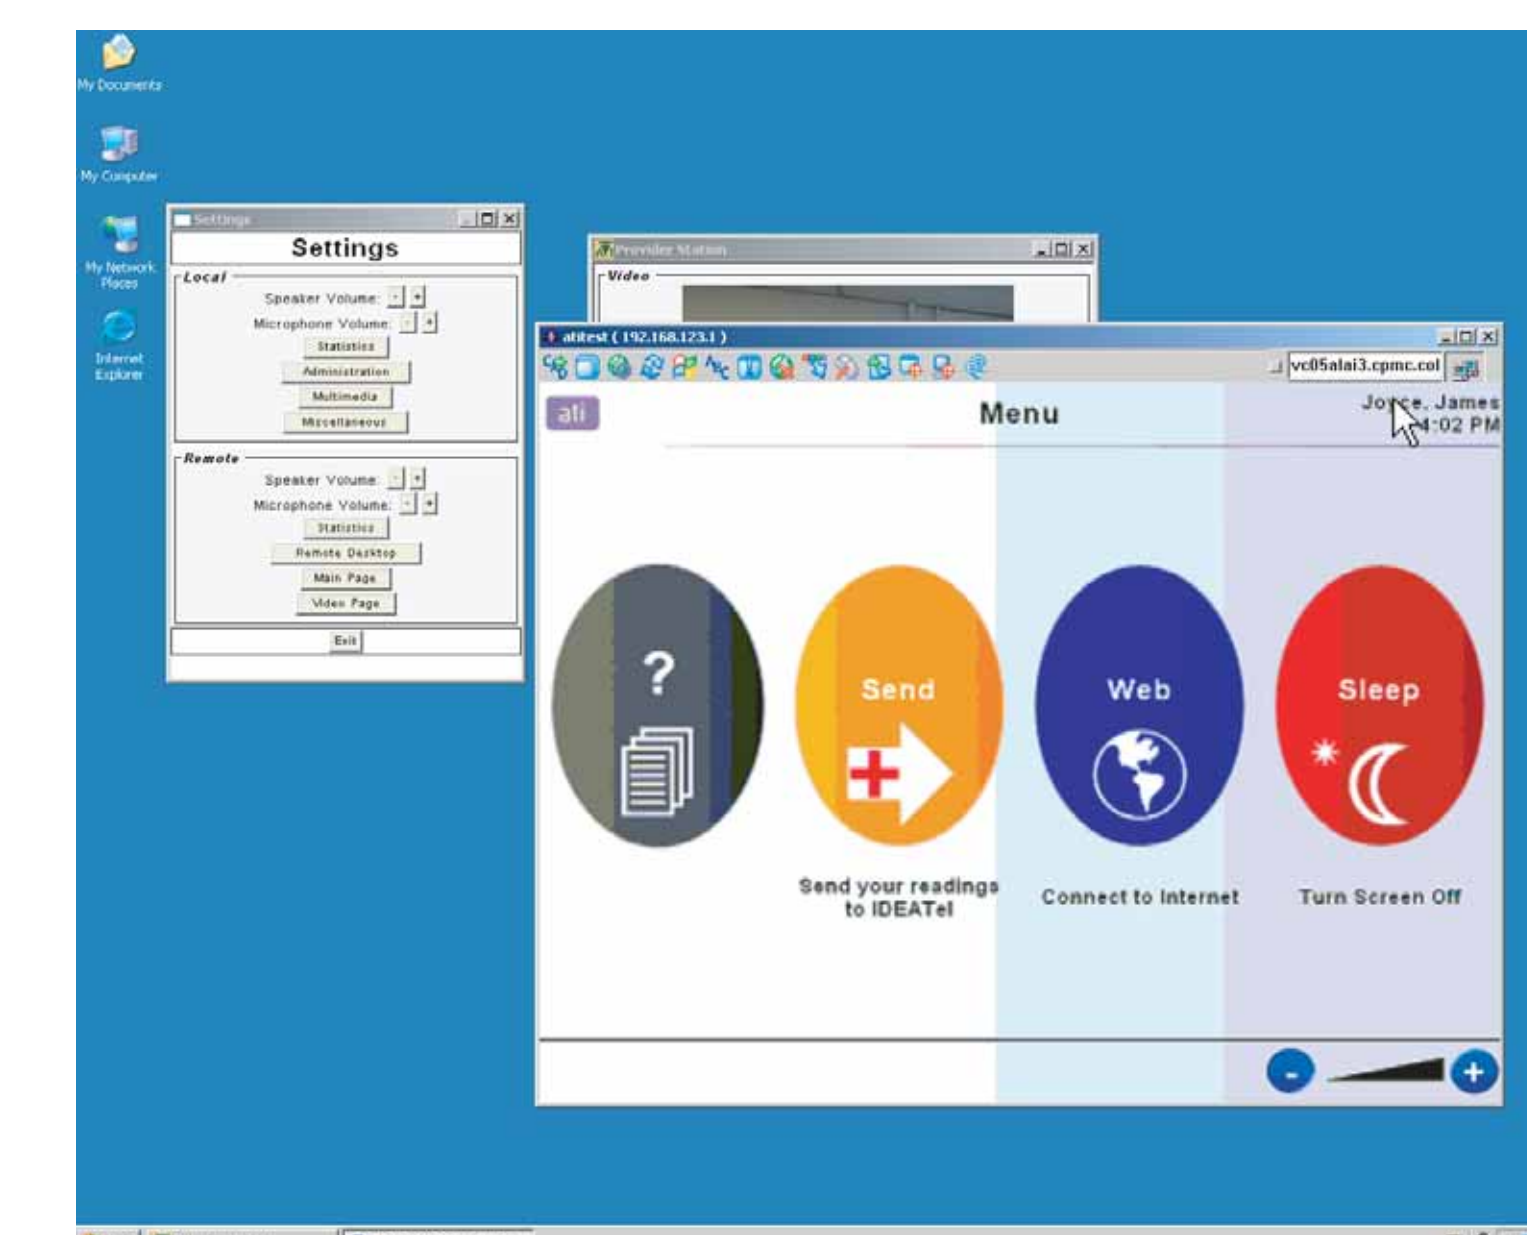 My Documents
My Computer
My Network
Places
Internet
Explorer
Settings
Settings
Local
Speaker Volume: - +
Microphone Volume: - +
Statistics
Administration
Multimedia
Miscellaneous
Remote
Speaker Volume: - +
Microphone Volume: - +
Statistics
Remote Desktop
Main Page
Video Page
Exit
Provider Station
Video
atitest ( 192.168.123.1 )
vc05alai3.cpmc.col
ati
Menu
Joyce, James
4:02 PM
?
Send
Web
Sleep
Send your readings
to IDEATel
Connect to Internet
Turn Screen Off
- +